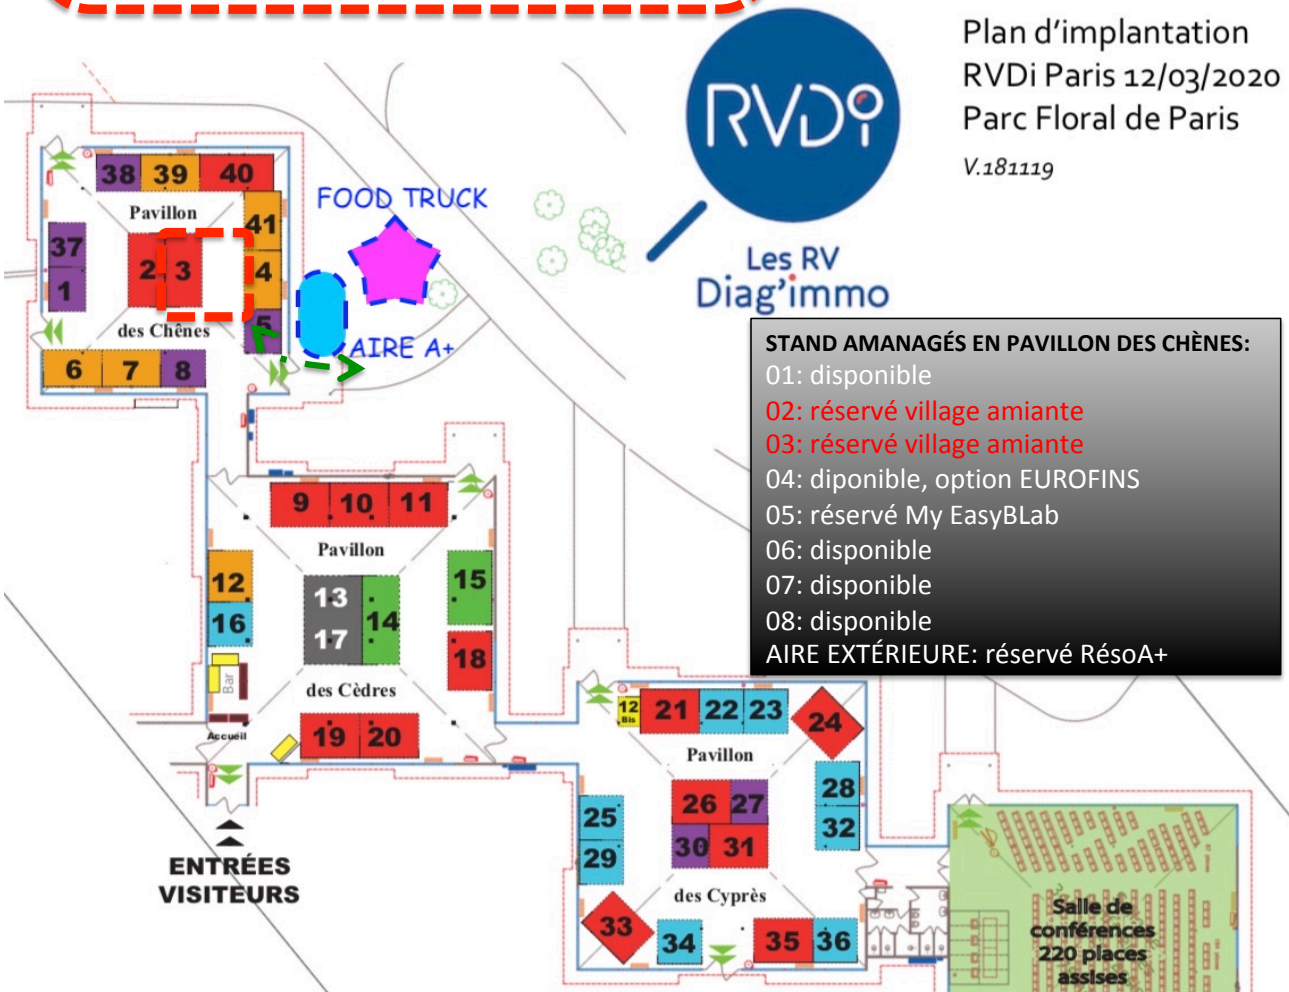 Plan d'implantation
RVDi Paris 12/03/2020
Parc Floral de Paris
V.181119
RVDi
Les RV
Diag'immo
38 39 40
Pavillon
41
37
2 3
4
1
des Chênes
5
6 7 8
FOOD TRUCK
AIRE A+
STAND AMANAGÉS EN PAVILLON DES CHÈNES:
01: disponible
02: réservé village amiante
03: réservé village amiante
04: diponible, option EUROFINS
05: réservé My EasyBLab
06: disponible
07: disponible
08: disponible
AIRE EXTÉRIEURE: réservé RésoA+
9 10 11
Pavillon
12
15
13
14
16
17
18
Bar
des Cèdres
Accueil
19 20
ENTRÉES
VISITEURS
12
Bis
21 22 23
24
Pavillon
28
26 27
25
32
30 31
29
des Cyprès
33
34
35 36
Salle de
conférences
220 places
assises